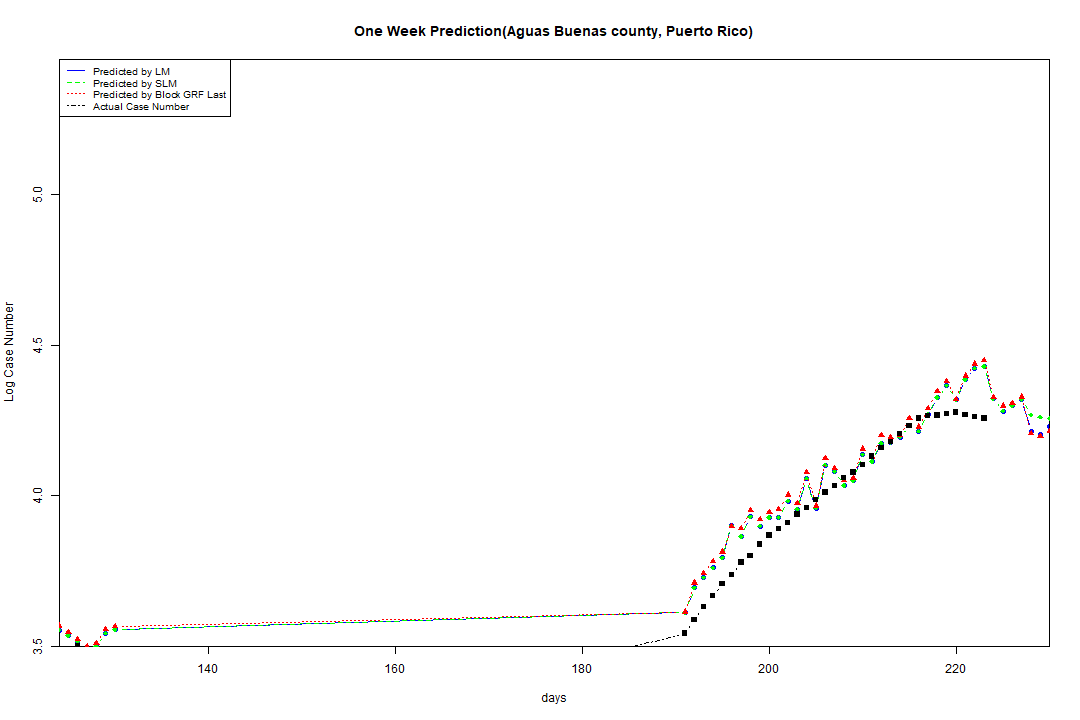 One Week Prediction(Aguas Buenas county, Puerto Rico)
Predicted by LM
Predicted by SLM
Predicted by Block GRF Last
Actual Case Number
5.0
4.5
4.0
3.5
Log Case Number
140 160 180 200 220
days